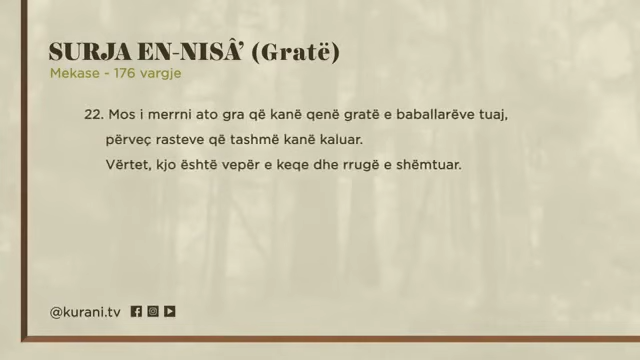 SURJA EN-NISÂ’ (Gratë)
Mekase - 176 vargje
22. Mos i merrni ato gra që kanë qenë gratë e baballarëve tuaj,
përveç rasteve që tashmë kanë kaluar.
Vërtet, kjo është vepër e keqe dhe rrugë e shëmtuar.
@kurani.tv